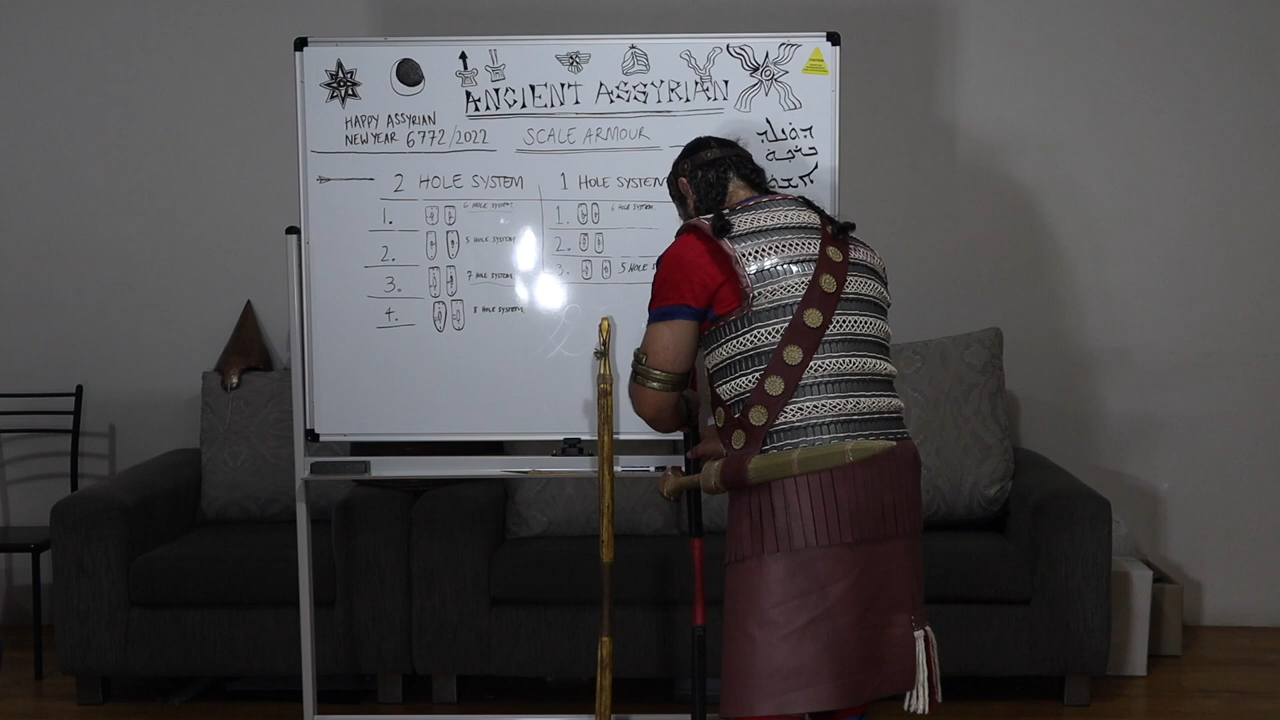 ANCIENT ASSYRIAN
HAPPY ASSYRIAN
NEW YEAR 6772/2022
SCALE ARMOUR
2 HOLE SYSTEM
1. 6 HOLE SYSTEM
2. 5 HOLE SYSTEM
3. 7 HOLE SYSTEM
4. 8 HOLE SYSTEM
1 HOLE SYSTEM
1. 6 HOLE SYSTEM
2.
3. 5 HOLE